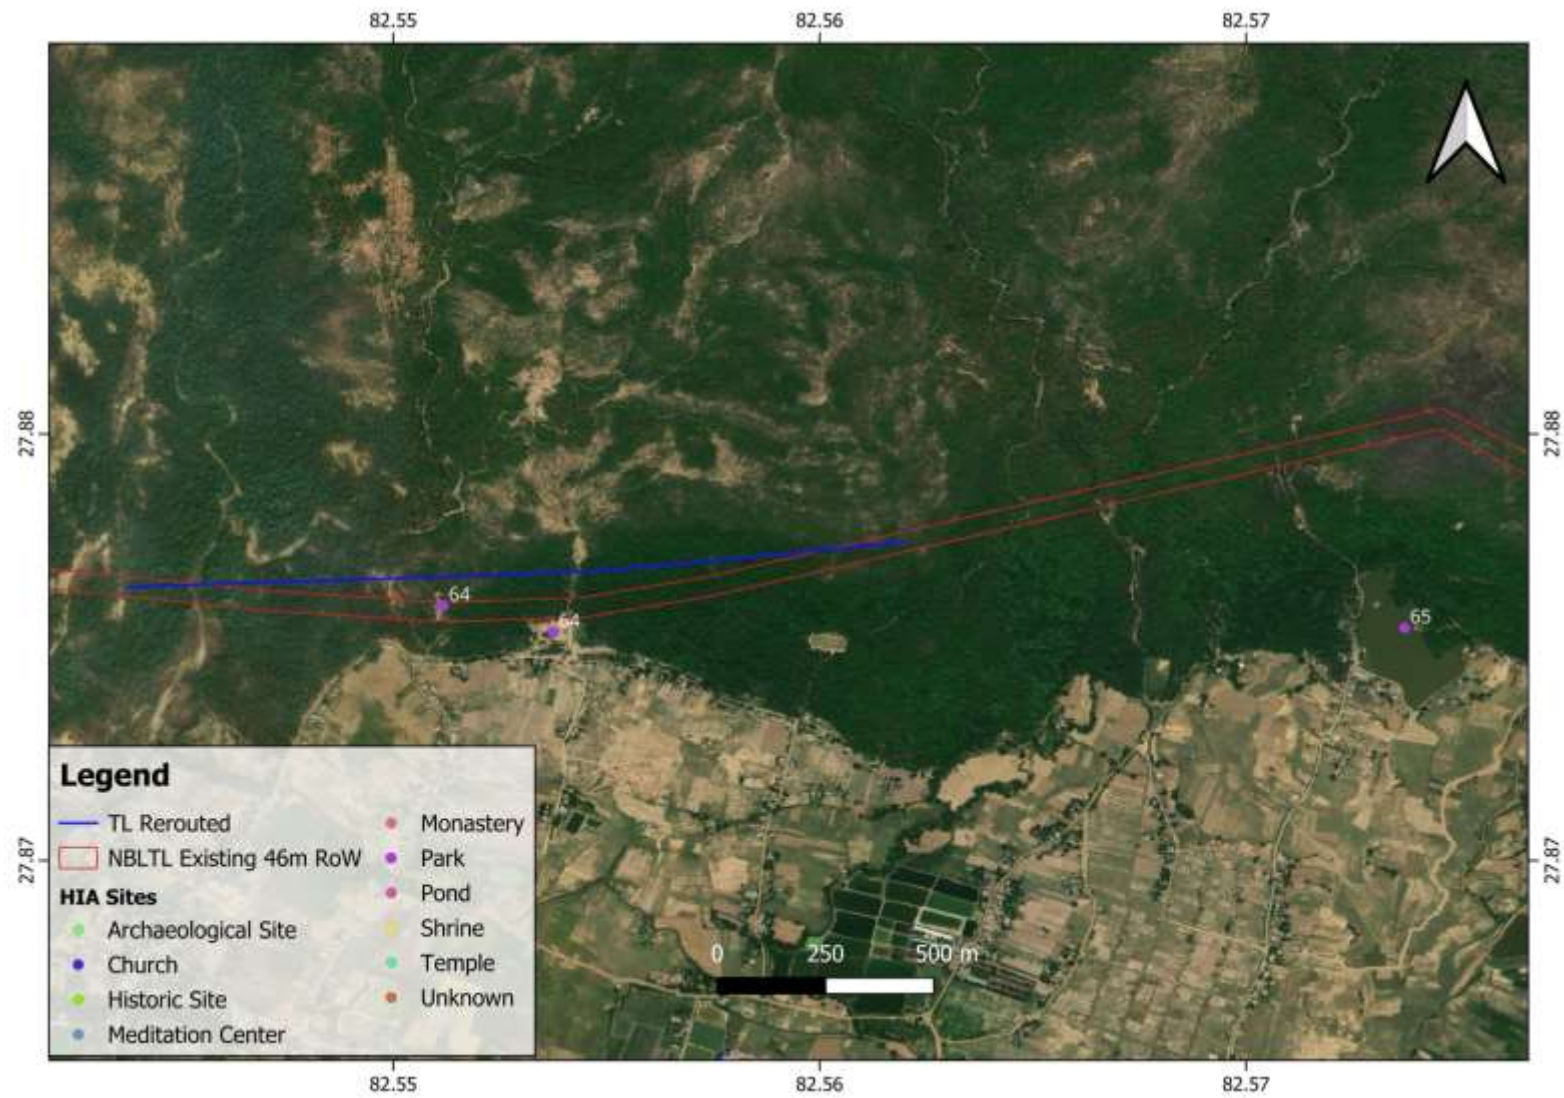 82.55 82.56 82.57
27.88 27.88
64
64
65
27.87 27.87
Legend
TL Rerouted
NBLTL Existing 46m RoW
HIA Sites
Archaeological Site
Church
Historic Site
Meditation Center
Monastery
Park
Pond
Shrine
Temple
Unknown
0 250 500 m
82.55 82.56 82.57